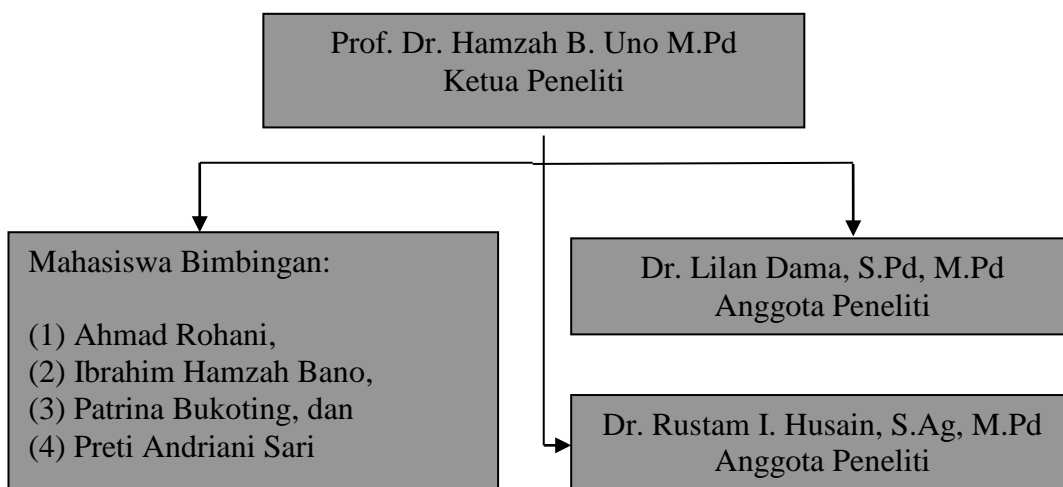 Prof. Dr. Hamzah B. Uno M.Pd
Ketua Peneliti
Mahasiswa Bimbingan:
(1) Ahmad Rohani,
(2) Ibrahim Hamzah Bano,
(3) Patrina Bukoting, dan
(4) Preti Andriani Sari
Dr. Lilan Dama, S.Pd, M.Pd
Anggota Peneliti
Dr. Rustam I. Husain, S.Ag, M.Pd
Anggota Peneliti